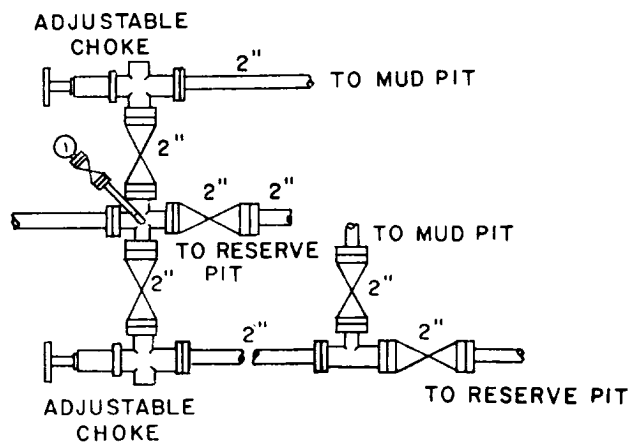 ADJUSTABLE
CHOKE
2"
TO MUD PIT
2"
1
2"
2"
TO RESERVE
PIT
TO MUD PIT
2"
2"
2"
2"
TO RESERVE PIT
ADJUSTABLE
CHOKE